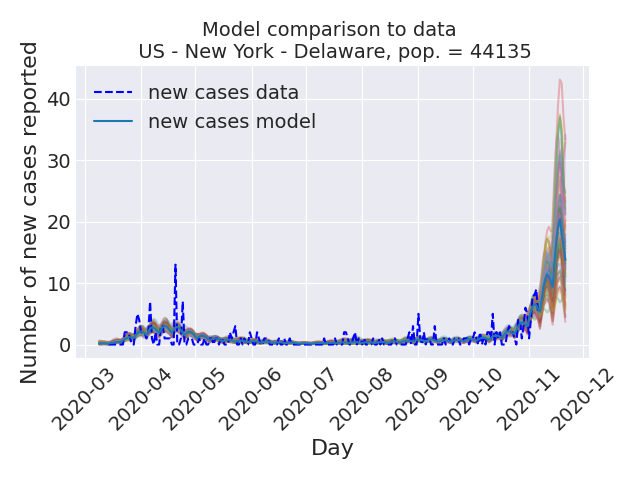 Model comparison to data
US - New York - Delaware, pop. = 44135
Number of new cases reported
40
30
20
10
0
new cases data
new cases model
2020-03
2020-04
2020-05
2020-06
2020-07
2020-08
2020-09
2020-10
2020-11
2020-12
Day